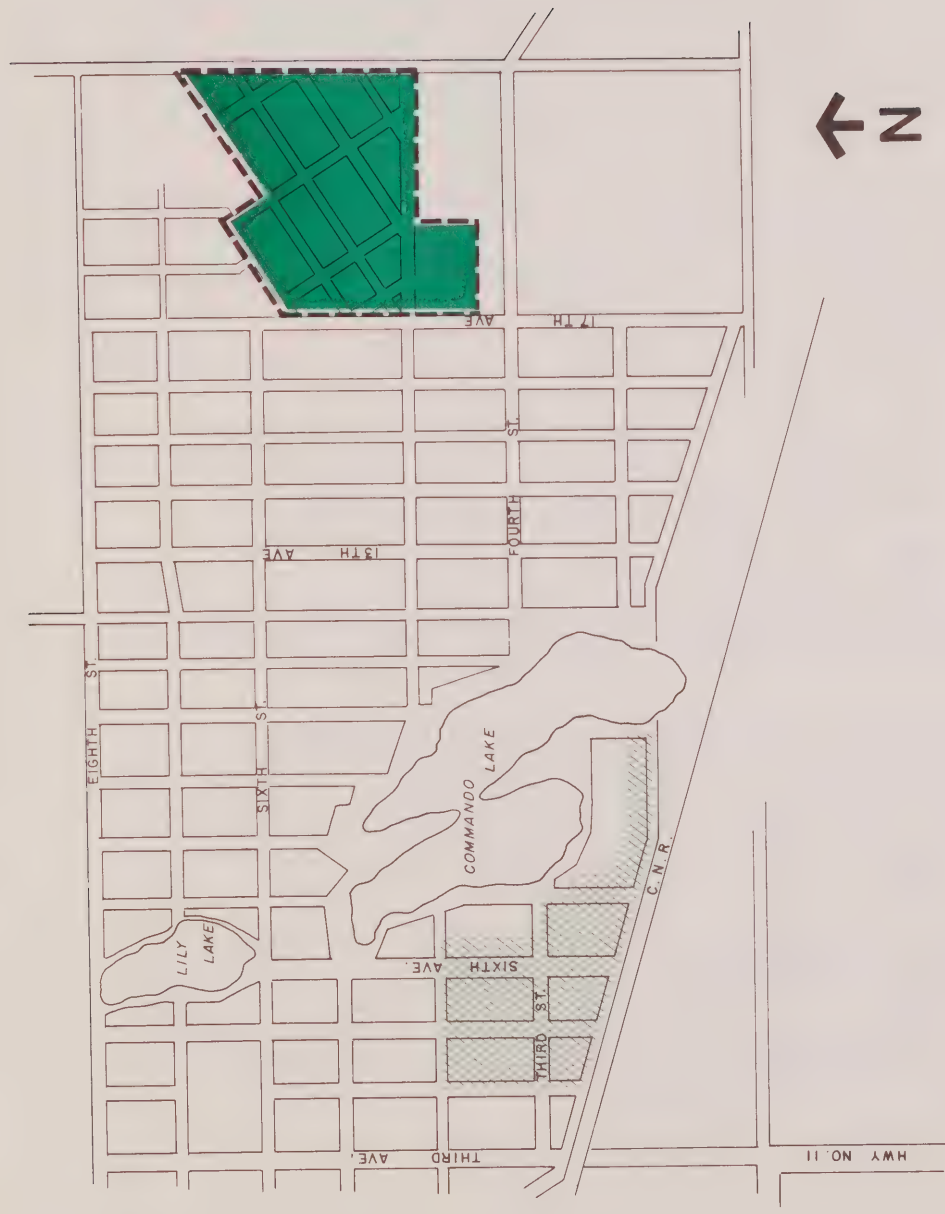 N
17TH AVE
FOURTH ST.
13TH AVE
EIGHTH ST.
SIXTH ST.
COMMANDO LAKE
C.N.R.
LILY LAKE
SIXTH AVE.
THIRD ST.
THIRD AVE.
HWY NO. 11